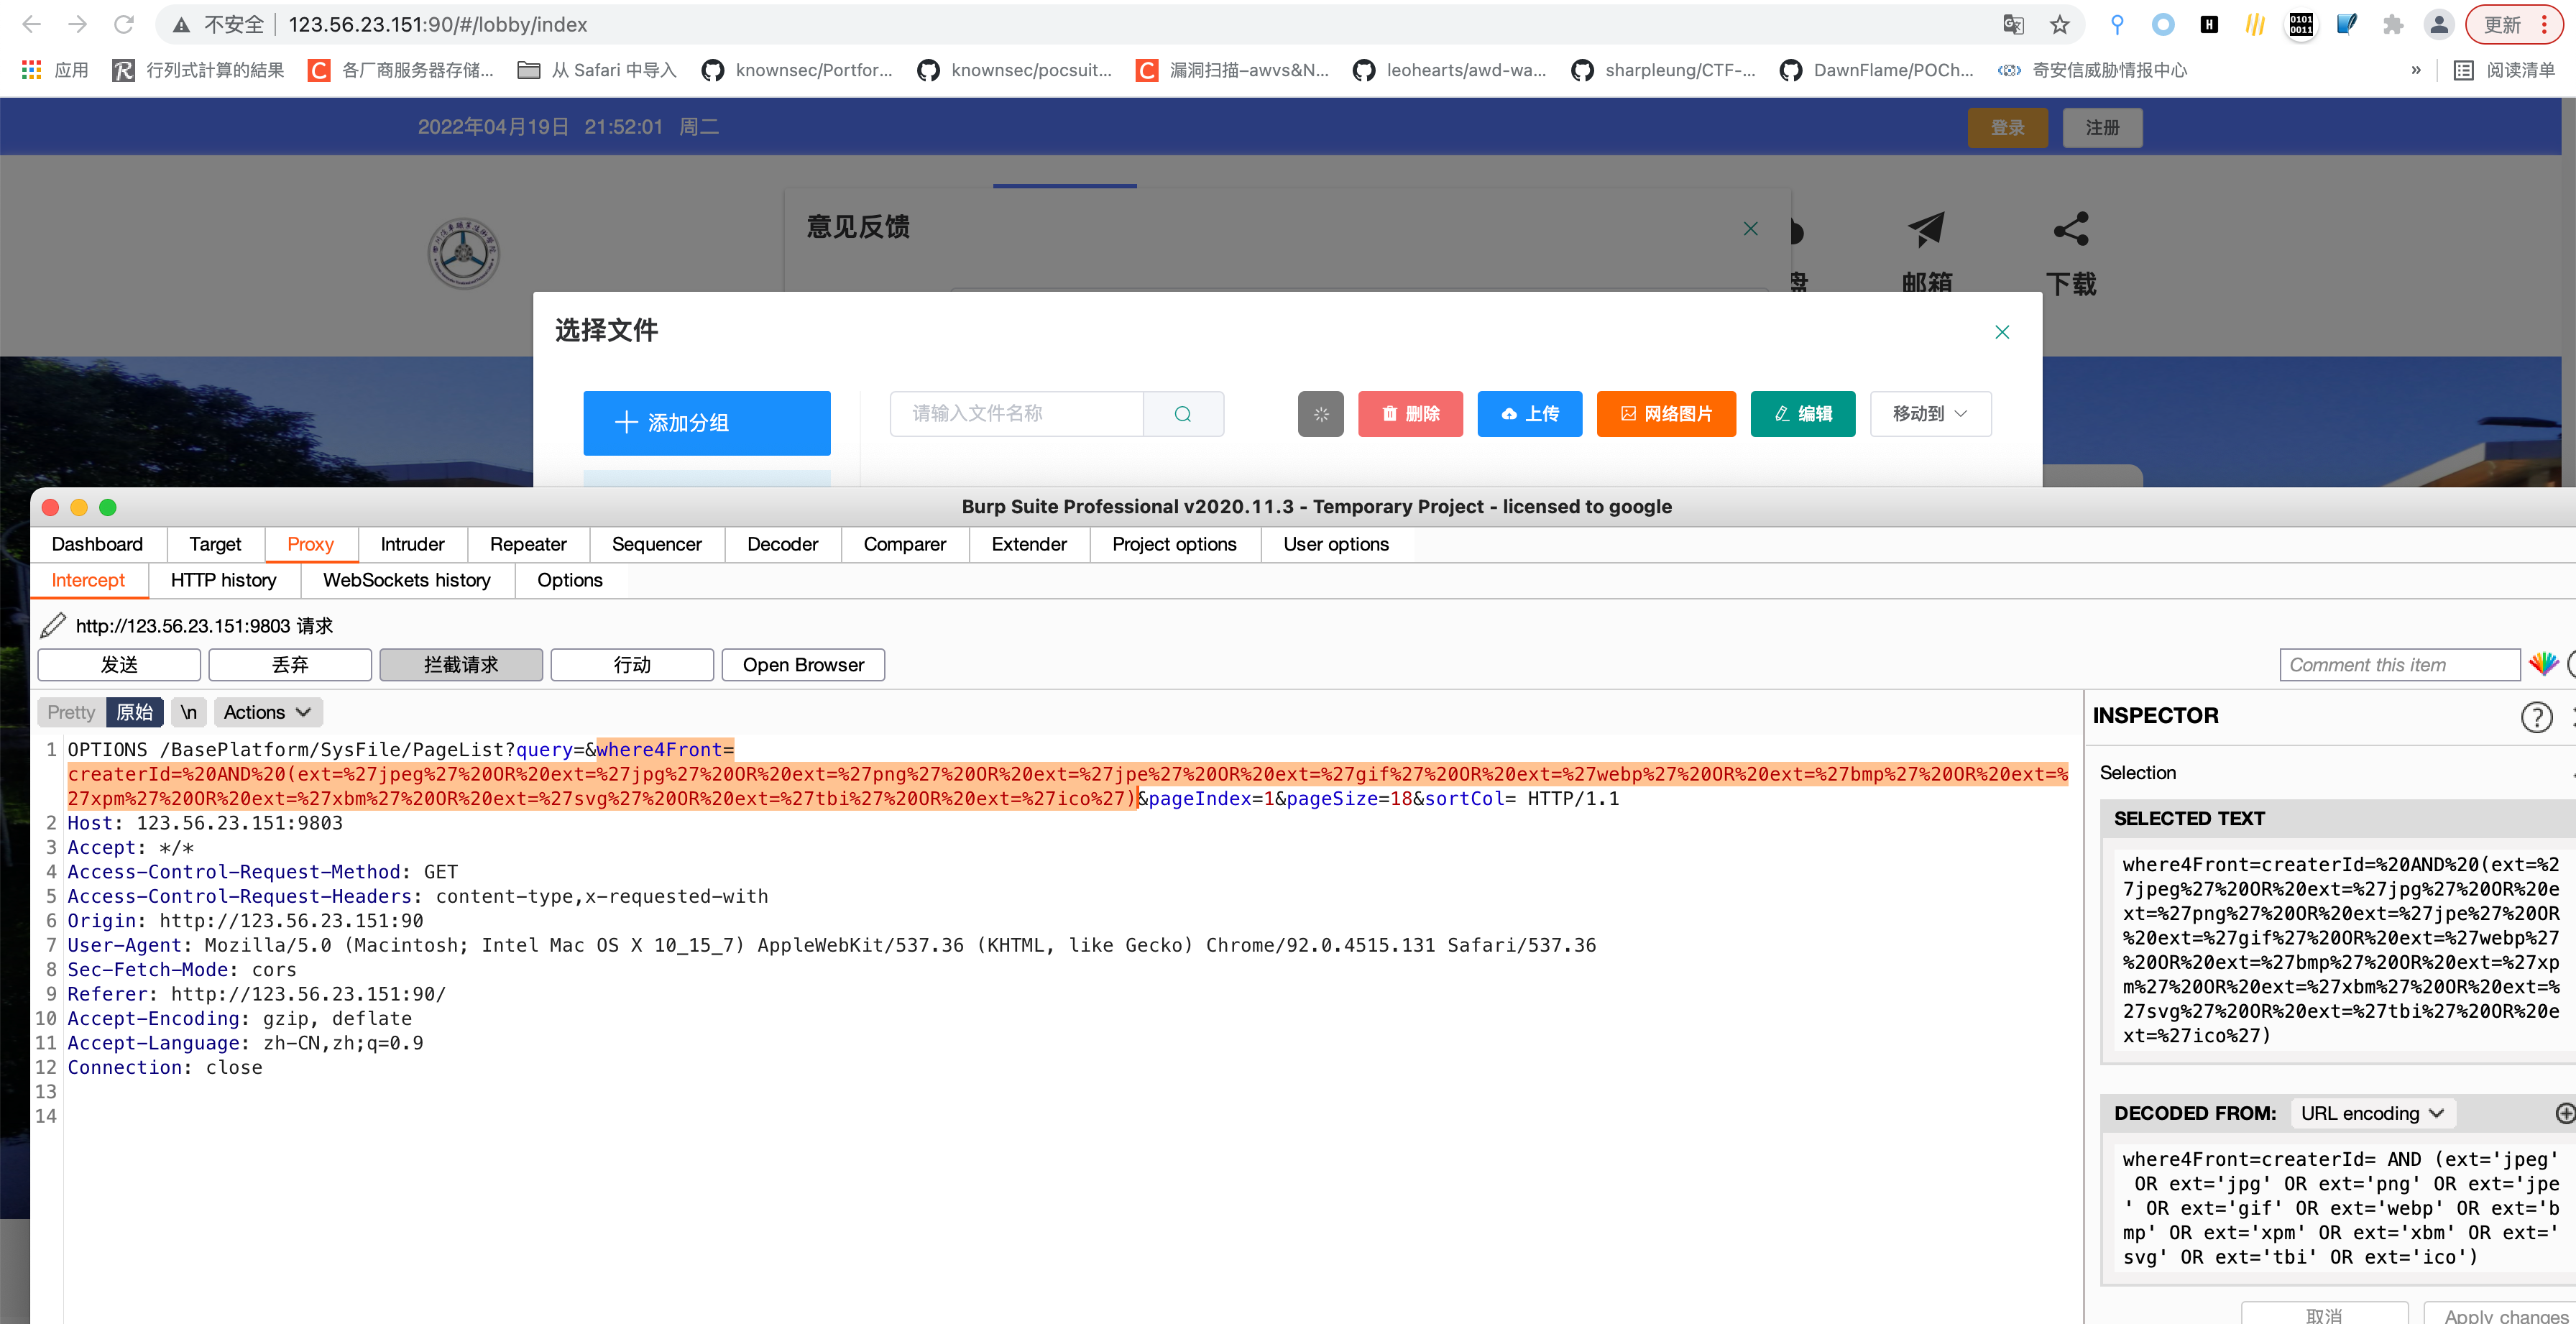 不安全 123.56.23.151:90/#/lobby/index 更新
应用 行列式計算的結果 各厂商服务器存储... 从 Safari 中导入 knownsec/Portfor... knownsec/pocsuit... 漏洞扫描–awvs&N... leohearts/awd-wa... sharpleung/CTF-... DawnFlame/POCh... 奇安信威胁情报中心 » 阅读清单
2022年04月19日 21:52:01 周二 登录 注册
意见反馈
盘 邮箱 下载
选择文件
添加分组 请输入文件名称 删除 上传 网络图片 编辑 移动到
Burp Suite Professional v2020.11.3 - Temporary Project - licensed to google
Dashboard Target Proxy Intruder Repeater Sequencer Decoder Comparer Extender Project options User options
Intercept HTTP history WebSockets history Options
http://123.56.23.151:9803 请求
发送 丢弃 拦截请求 行动 Open Browser Comment this item
Pretty 原始 \n Actions
1 OPTIONS /BasePlatform/SysFile/PageList?query=&where4Front=
createrId=%20AND%20(ext=%27jpeg%27%20OR%20ext=%27jpg%27%20OR%20ext=%27png%27%20OR%20ext=%27jpe%27%20OR%20ext=%27gif%27%20OR%20ext=%27webp%27%20OR%20ext=%27bmp%27%20OR%20ext=%
27xpm%27%20OR%20ext=%27xbm%27%20OR%20ext=%27svg%27%20OR%20ext=%27tbi%27%20OR%20ext=%27ico%27)&pageIndex=1&pageSize=18&sortCol= HTTP/1.1
2 Host: 123.56.23.151:9803
3 Accept: */*
4 Access-Control-Request-Method: GET
5 Access-Control-Request-Headers: content-type,x-requested-with
6 Origin: http://123.56.23.151:90
7 User-Agent: Mozilla/5.0 (Macintosh; Intel Mac OS X 10_15_7) AppleWebKit/537.36 (KHTML, like Gecko) Chrome/92.0.4515.131 Safari/537.36
8 Sec-Fetch-Mode: cors
9 Referer: http://123.56.23.151:90/
10 Accept-Encoding: gzip, deflate
11 Accept-Language: zh-CN,zh;q=0.9
12 Connection: close
13
14
INSPECTOR
Selection
SELECTED TEXT
where4Front=createrId=%20AND%20(ext=%2
7jpeg%27%20OR%20ext=%27jpg%27%20OR%20e
xt=%27png%27%20OR%20ext=%27jpe%27%20OR
%20ext=%27gif%27%20OR%20ext=%27webp%27
%20OR%20ext=%27bmp%27%20OR%20ext=%27xp
m%27%20OR%20ext=%27xbm%27%20OR%20ext=%
27svg%27%20OR%20ext=%27tbi%27%20OR%20e
xt=%27ico%27)
DECODED FROM: URL encoding
where4Front=createrId= AND (ext='jpeg'
OR ext='jpg' OR ext='png' OR ext='jpe
' OR ext='gif' OR ext='webp' OR ext='b
mp' OR ext='xpm' OR ext='xbm' OR ext='
svg' OR ext='tbi' OR ext='ico')
取消 Apply changes